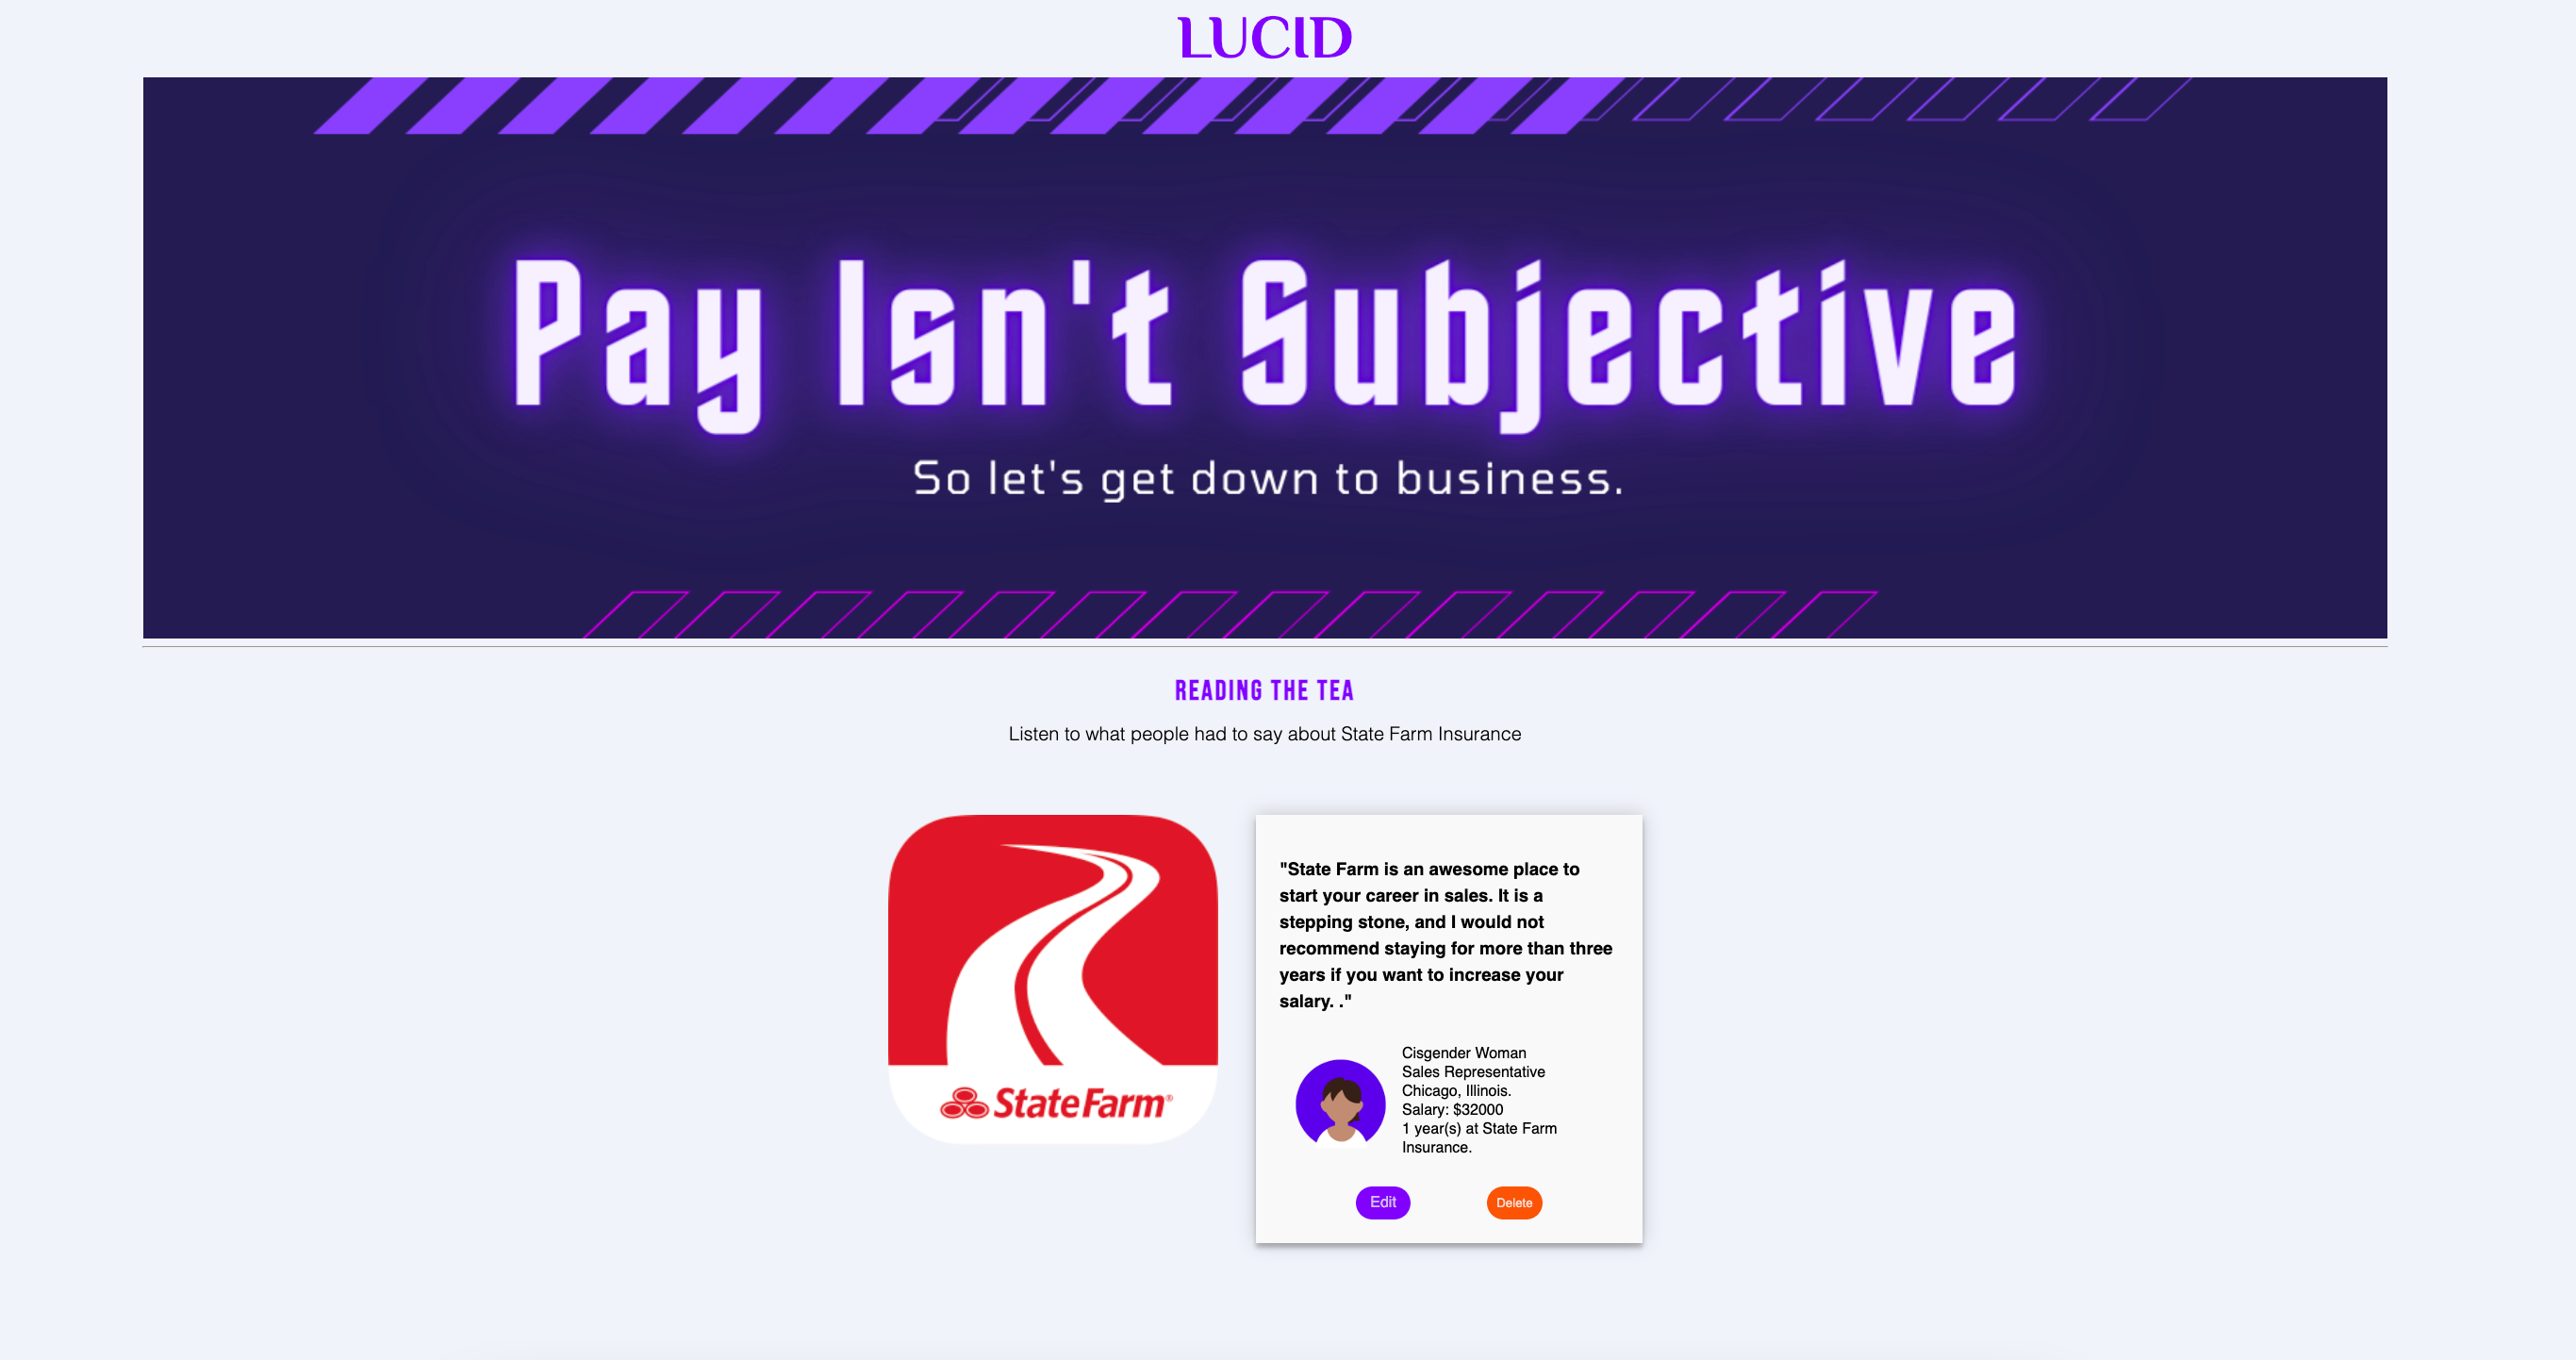 LUCID
Pay Isn't Subjective
So let's get down to business.
READING THE TEA
Listen to what people had to say about State Farm Insurance
State Farm®
"State Farm is an awesome place to
start your career in sales. It is a
stepping stone, and I would not
recommend staying for more than three
years if you want to increase your
salary. ."
Cisgender Woman
Sales Representative
Chicago, Illinois.
Salary: $32000
1 year(s) at State Farm
Insurance.
Edit
Delete